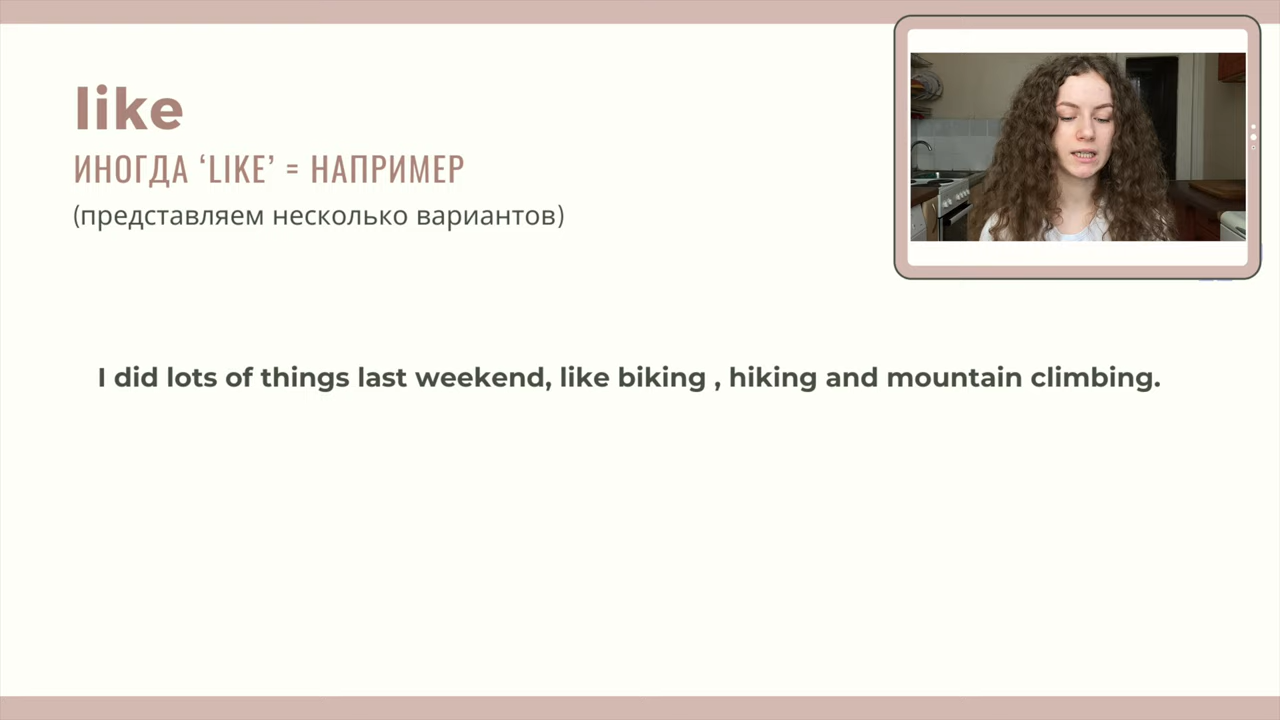 like
ИНОГДА ‘LIKE’ = НАПРИМЕР
(представляем несколько вариантов)
I did lots of things last weekend, like biking , hiking and mountain climbing.